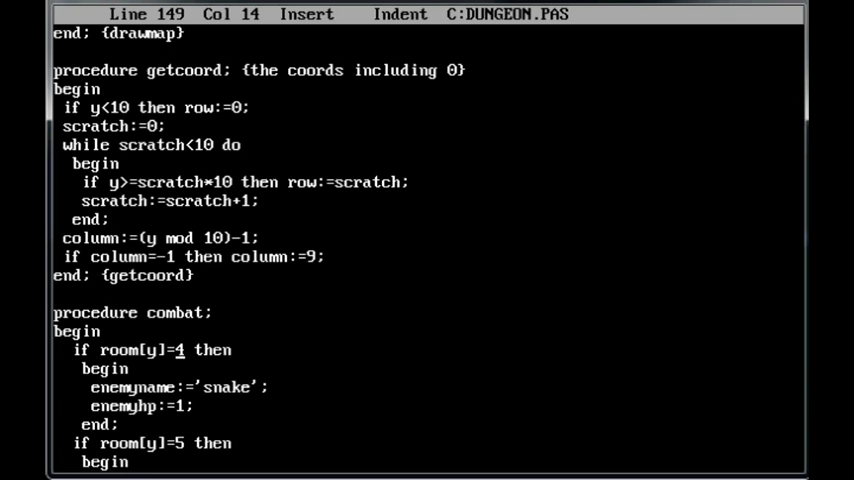 Line 149 Col 14 Insert Indent C:DUNGEON.PAS
end; {drawmap}
procedure getcoord; {the coords including 0}
begin
if y<10 then row:=0;
scratch:=0;
while scratch<10 do
begin
if y>=scratch*10 then row:=scratch;
scratch:=scratch+1;
end;
column:=(y mod 10)-1;
if column=-1 then column:=9;
end; {getcoord}
procedure combat;
begin
if room[y]=4 then
begin
enemyname:='snake';
enemyhp:=1;
end;
if room[y]=5 then
begin